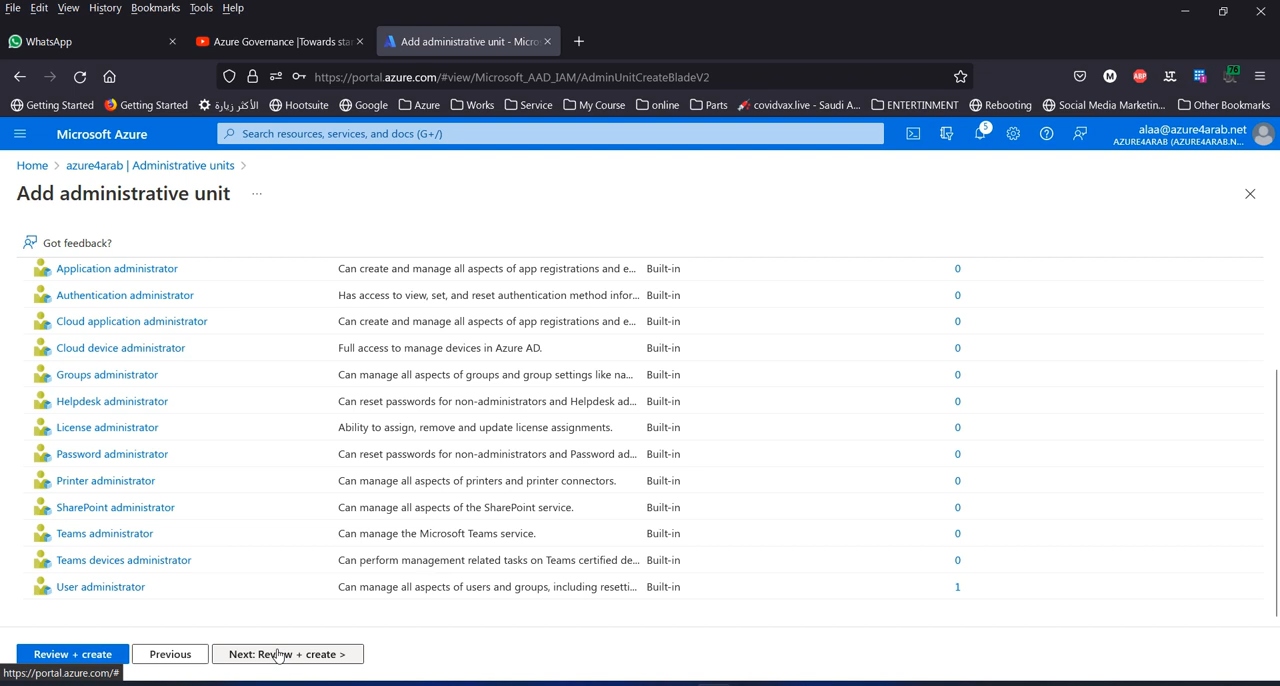 File Edit View History Bookmarks Tools Help
WhatsApp
Azure Governance |Towards star
Add administrative unit - Micro
https://portal.azure.com/#view/Microsoft_AAD_IAM/AdminUnitCreateBladeV2
M ABP 76
Getting Started Getting Started الأكثر زيارة Hootsuite Google Azure Works Service My Course online Parts covidvax.live - Saudi A... ENTERTINMENT Rebooting Social Media Marketin... Other Bookmarks
Microsoft Azure Search resources, services, and docs (G+/) 5 alaa@azure4arab.net
AZURE4ARAB (AZURE4ARAB.N...
Home > azure4arab | Administrative units >
Add administrative unit ...
Got feedback?
Application administrator Can create and manage all aspects of app registrations and e... Built-in 0
Authentication administrator Has access to view, set, and reset authentication method infor... Built-in 0
Cloud application administrator Can create and manage all aspects of app registrations and e... Built-in 0
Cloud device administrator Full access to manage devices in Azure AD. Built-in 0
Groups administrator Can manage all aspects of groups and group settings like na... Built-in 0
Helpdesk administrator Can reset passwords for non-administrators and Helpdesk ad... Built-in 0
License administrator Ability to assign, remove and update license assignments. Built-in 0
Password administrator Can reset passwords for non-administrators and Password ad... Built-in 0
Printer administrator Can manage all aspects of printers and printer connectors. Built-in 0
SharePoint administrator Can manage all aspects of the SharePoint service. Built-in 0
Teams administrator Can manage the Microsoft Teams service. Built-in 0
Teams devices administrator Can perform management related tasks on Teams certified de... Built-in 0
User administrator Can manage all aspects of users and groups, including resetti... Built-in 1
Review + create Previous Next: Review + create >
https://portal.azure.com/#